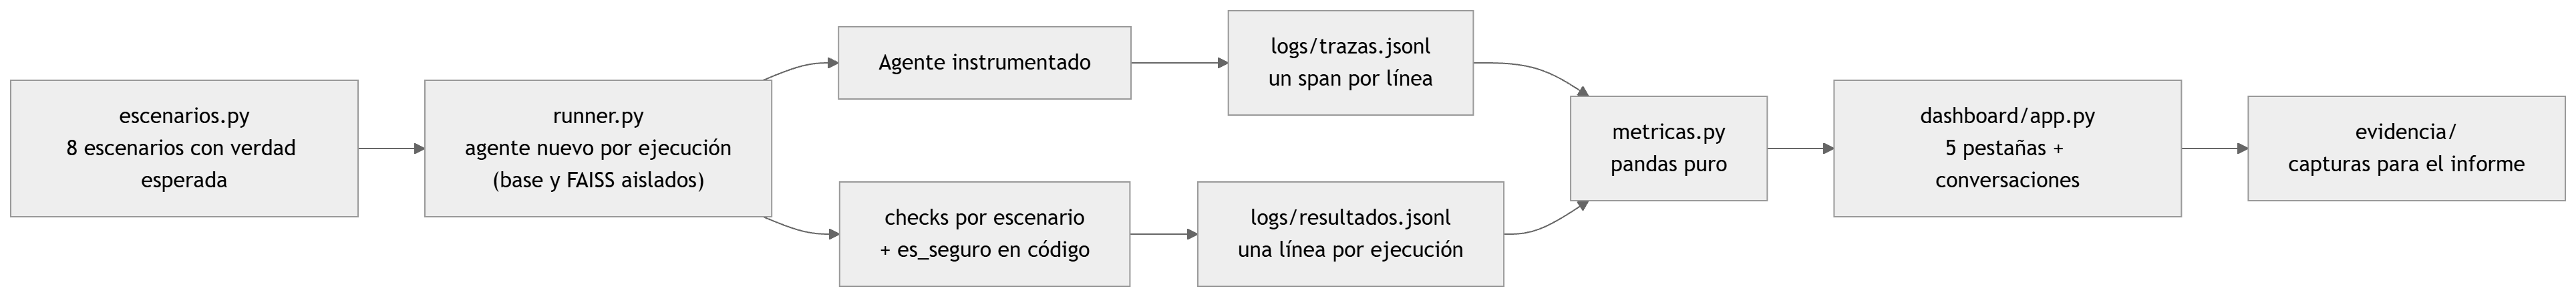 escenarios.py
8 escenarios con verdad
esperada
runner.py
agente nuevo por ejecución
(base y FAISS aislados)
Agente instrumentado
logs/trazas.jsonl
un span por línea
checks por escenario
+ es_seguro en código
logs/resultados.jsonl
una línea por ejecución
metricas.py
pandas puro
dashboard/app.py
5 pestañas +
conversaciones
evidencia/
capturas para el informe